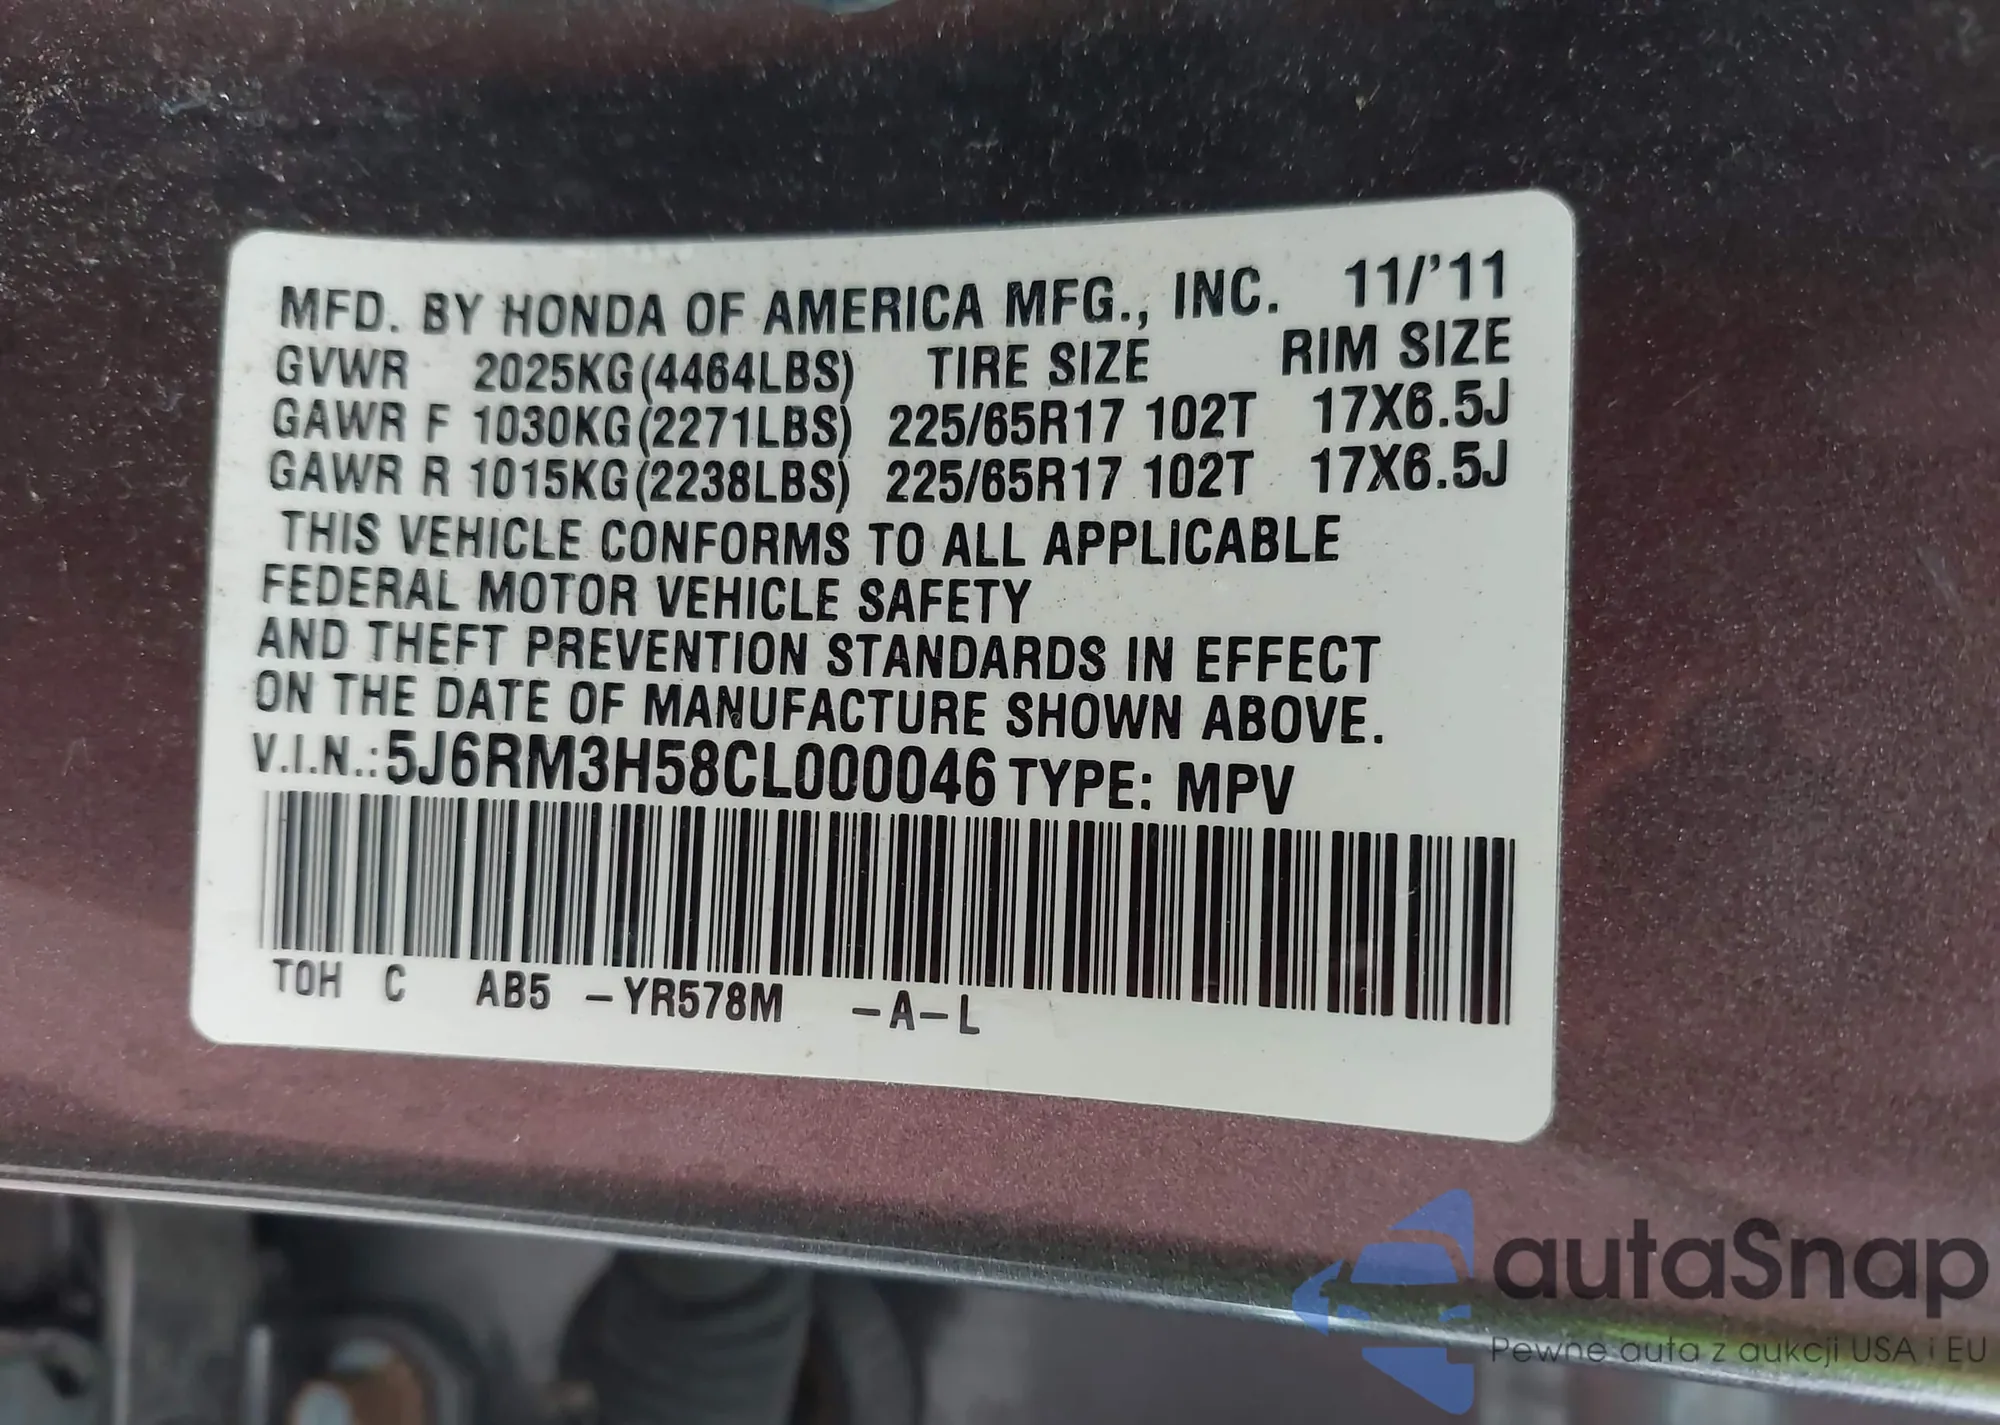 MFD. BY HONDA OF AMERICA MFG., INC. 11/'11
GVWR 2025KG(4464LBS) TIRE SIZE RIM SIZE
GAWR F 1030KG(2271LBS) 225/65R17 102T 17X6.5J
GAWR R 1015KG(2238LBS) 225/65R17 102T 17X6.5J
THIS VEHICLE CONFORMS TO ALL APPLICABLE
FEDERAL MOTOR VEHICLE SAFETY
AND THEFT PREVENTION STANDARDS IN EFFECT
ON THE DATE OF MANUFACTURE SHOWN ABOVE.
V.I.N.:5J6RM3H58CL000046 TYPE: MPV
TOH C AB5 -YR578M -A-L
autaSnap
Pewne auta z aukcji USA i EU